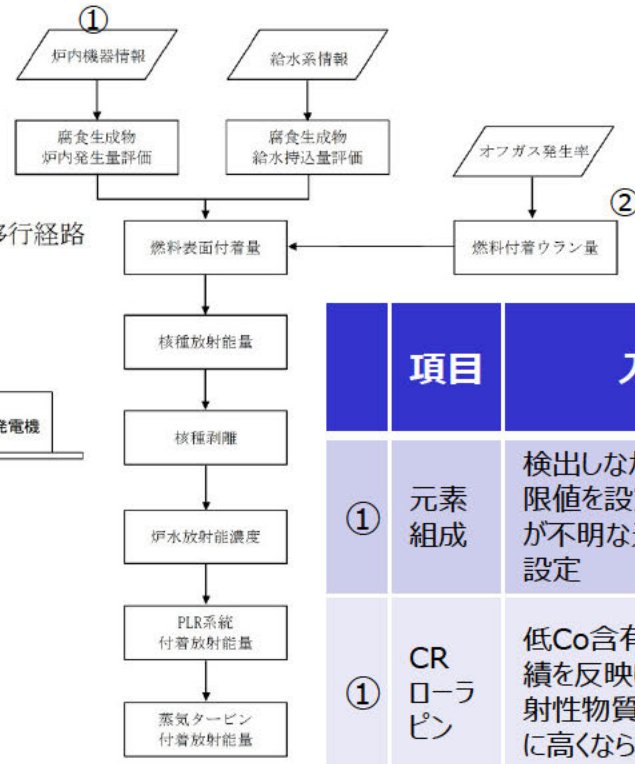 ①
炉内機器情報
給水系情報
腐食生成物
炉内発生量評価
腐食生成物
給水持込量評価
オフガス発生率
②
移行経路
燃料表面付着量
燃料付着ウラン量
核種放射能量
発電機
核種剥離
炉水放射能濃度
PLR系統
付着放射能量
蒸気タービン
付着放射能量
項目
①
元素
組成
検出しな
限値を設
が不明な
設定
①
CR
ローラ
ピン
低Co含有
績を反映
射性物質
に高くなら